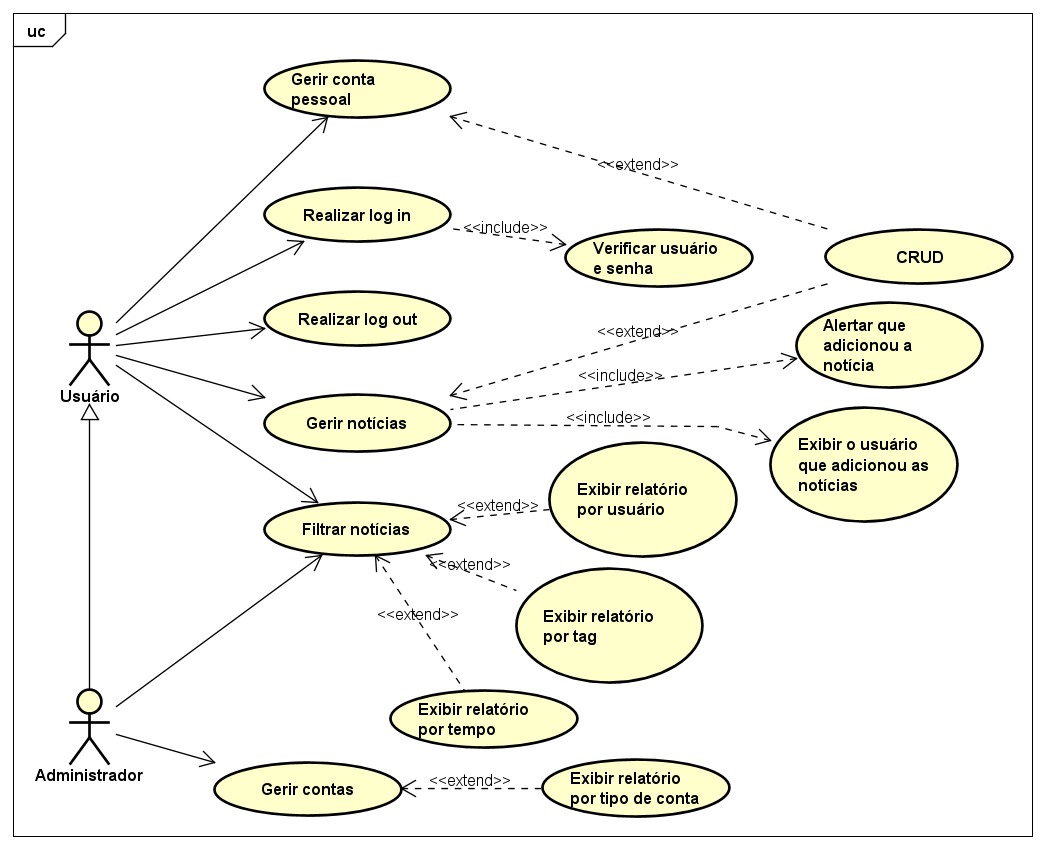 uc
Gerir conta
pessoal
<<extend>>
Realizar log in
<<include>>
Verificar usuário
e senha
CRUD
Realizar log out
<<extend>>
Alertar que
adicionou a
notícia
Usuário
<<include>>
Gerir notícias
<<include>>
Exibir o usuário
que adicionou as
notícias
Exibir relatório
por usuário
<<extend>>
Filtrar notícias
<<extend>>
Exibir relatório
por tag
<<extend>>
Exibir relatório
por tempo
Administrador
Gerir contas
<<extend>>
Exibir relatório
por tipo de conta